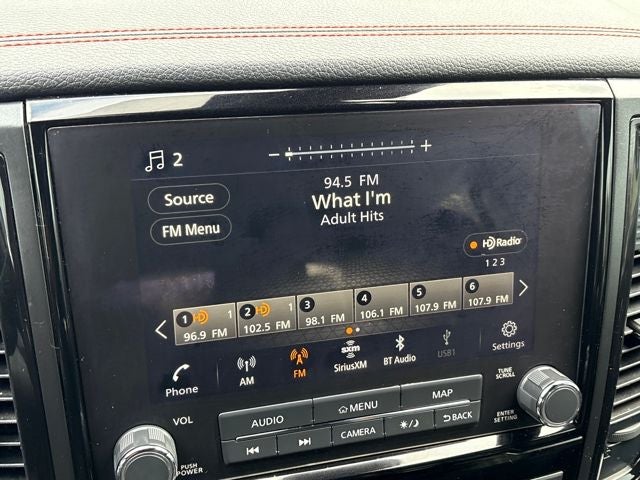 2
- +
94.5 FM
What I'm
Adult Hits
Source
FM Menu
HD Radio
1 2 3
1 HD 1 96.9 FM
2 HD 1 102.5 FM
3 98.1 FM
4 106.1 FM
5 107.9 FM
6 107.9 FM
Phone
AM
FM
sxm
SiriusXM
BT Audio
USB1
Settings
VOL
AUDIO
MENU
MAP
TUNE
SCROLL
CAMERA
BACK
ENTER
SETTING
PUSH
POWER